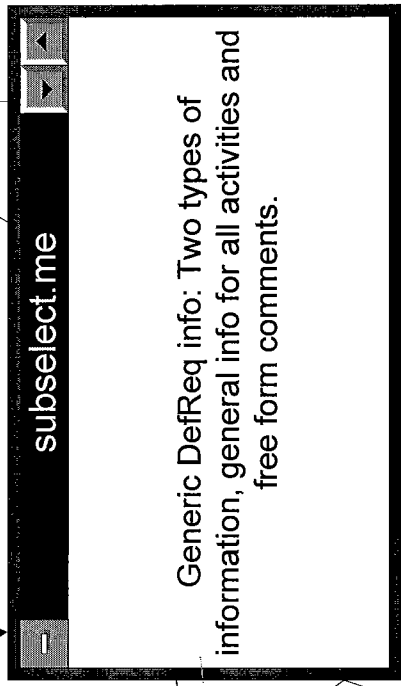 subselect.me
Generic DefReq info: Two types of
information, general info for all activities and
free form comments.